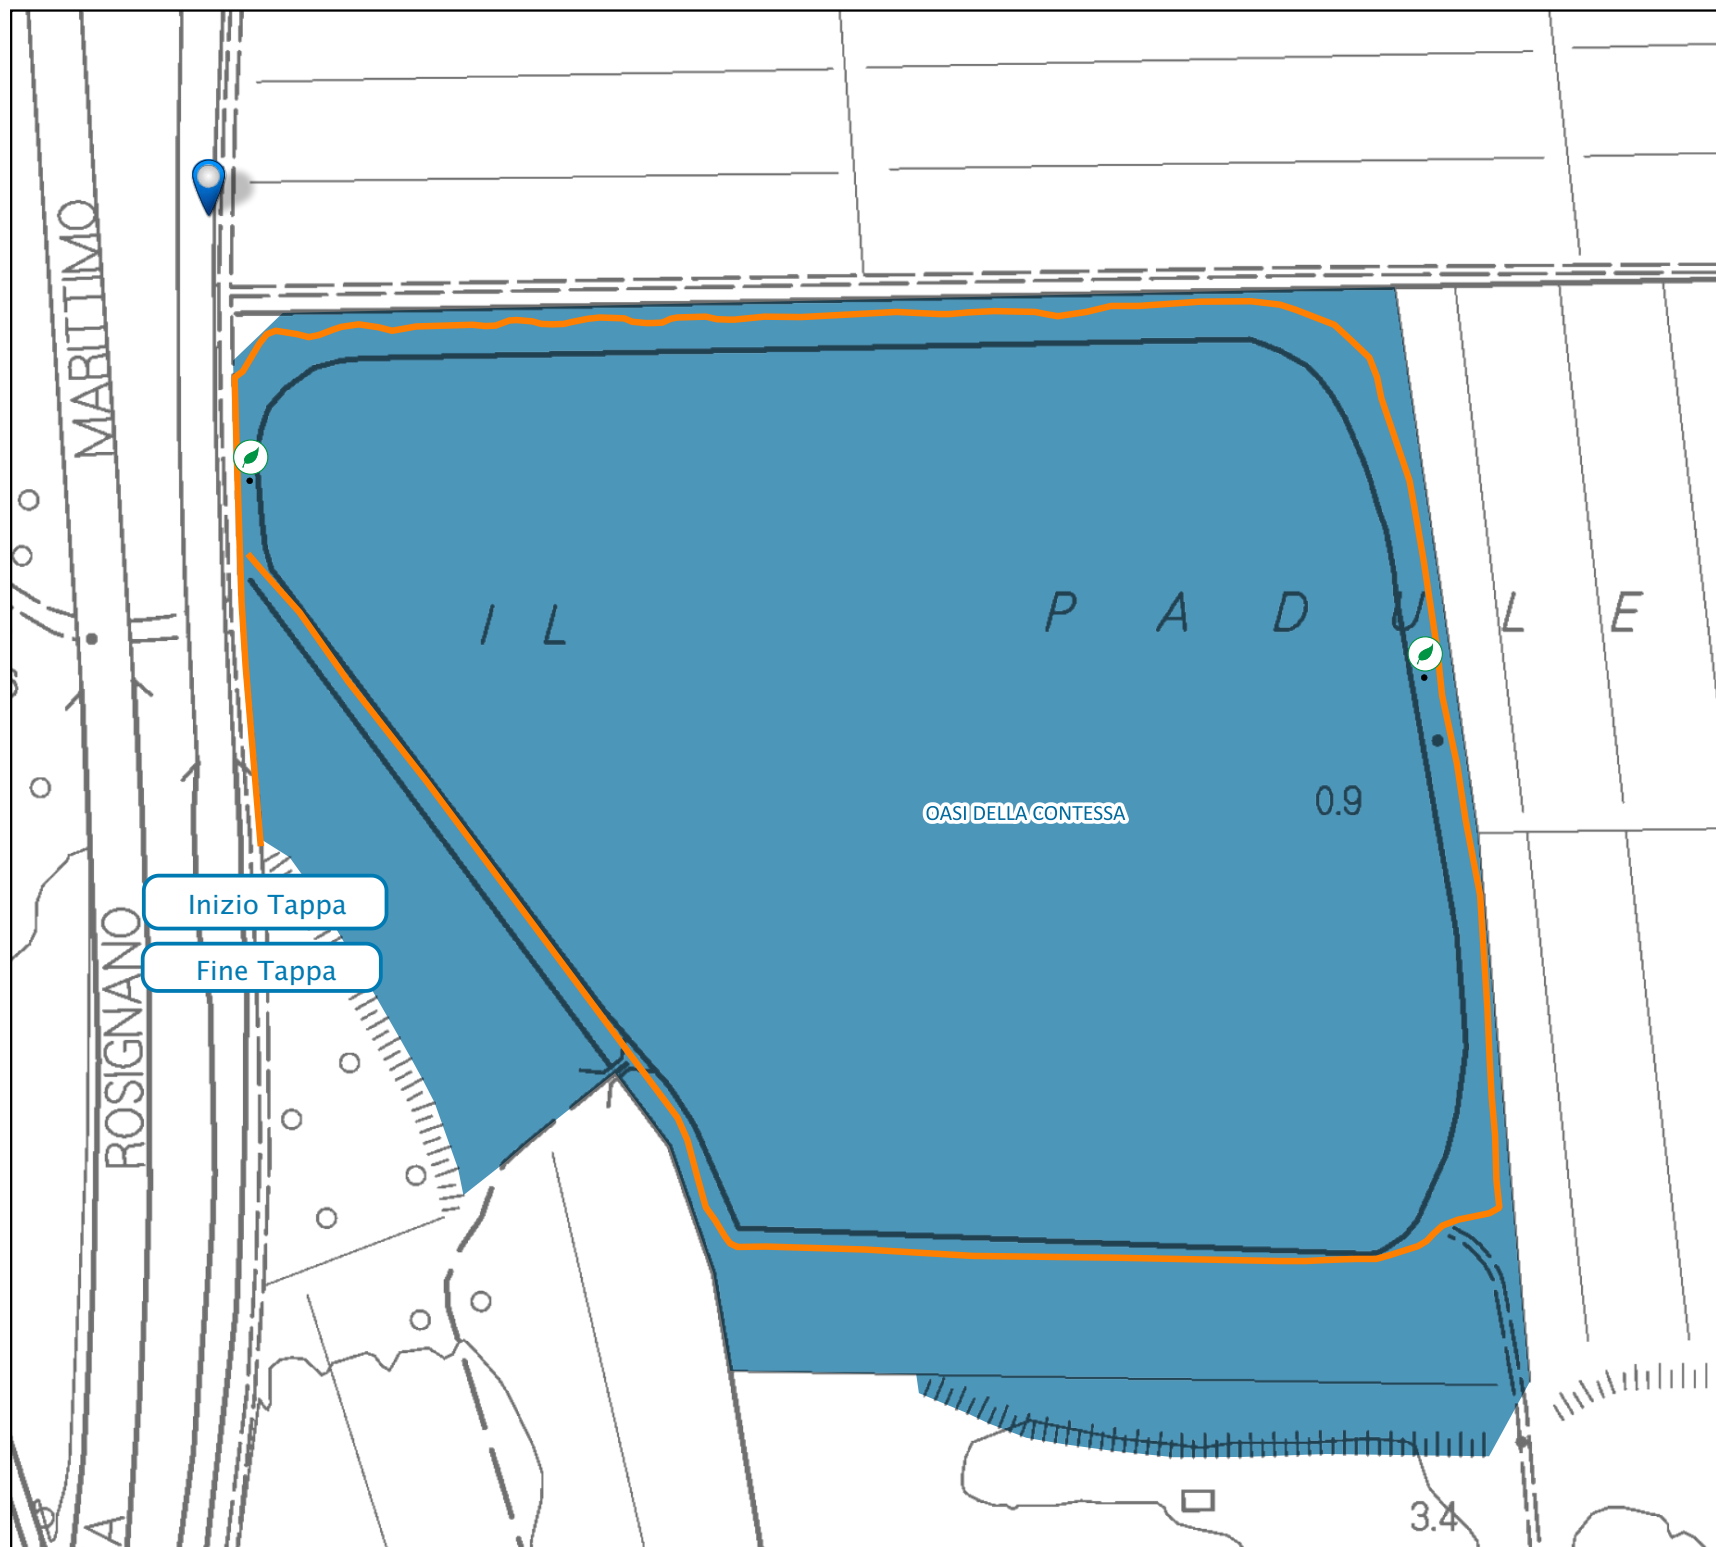 MARITTIMO
IL PADULE
OASI DELLA CONTESSA
0.9
Inizio Tappa
Fine Tappa
ROSIGNANO
3.4
A